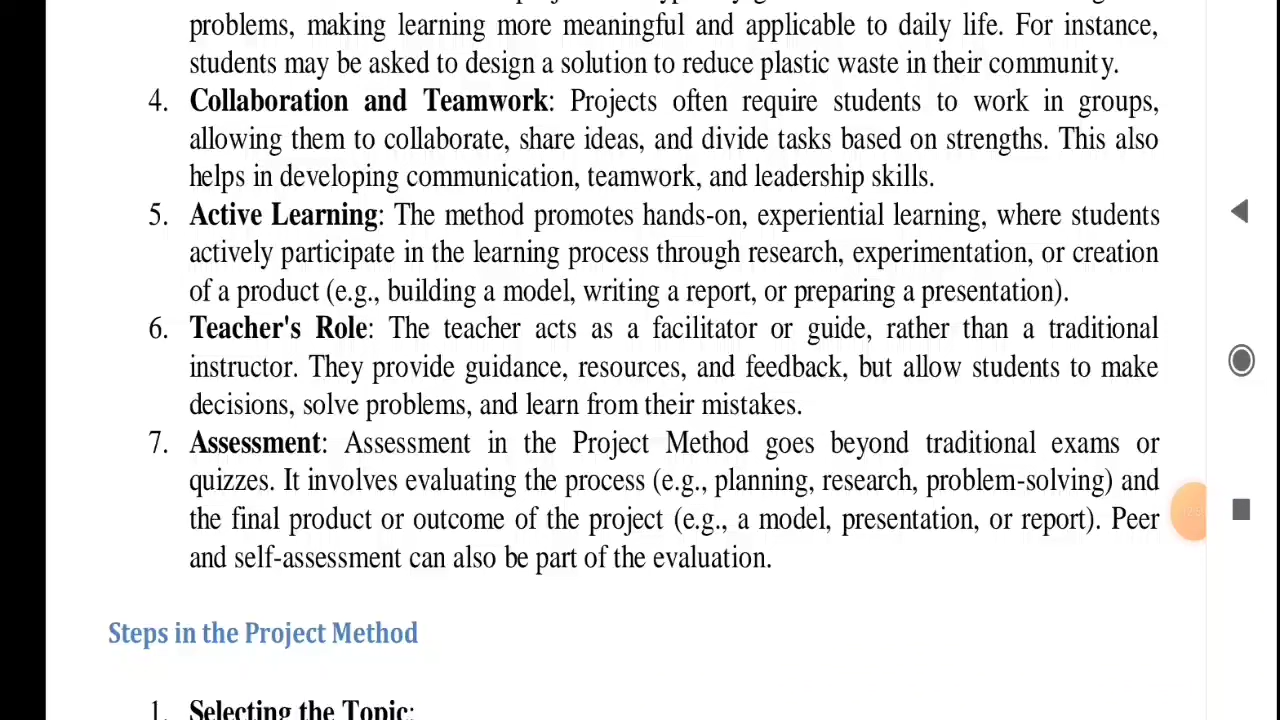 problems, making learning more meaningful and applicable to daily life. For instance,
students may be asked to design a solution to reduce plastic waste in their community.
4. Collaboration and Teamwork: Projects often require students to work in groups,
allowing them to collaborate, share ideas, and divide tasks based on strengths. This also
helps in developing communication, teamwork, and leadership skills.
5. Active Learning: The method promotes hands-on, experiential learning, where students
actively participate in the learning process through research, experimentation, or creation
of a product (e.g., building a model, writing a report, or preparing a presentation).
6. Teacher's Role: The teacher acts as a facilitator or guide, rather than a traditional
instructor. They provide guidance, resources, and feedback, but allow students to make
decisions, solve problems, and learn from their mistakes.
7. Assessment: Assessment in the Project Method goes beyond traditional exams or
quizzes. It involves evaluating the process (e.g., planning, research, problem-solving) and
the final product or outcome of the project (e.g., a model, presentation, or report). Peer
and self-assessment can also be part of the evaluation.
Steps in the Project Method
1. Selecting the Topic: